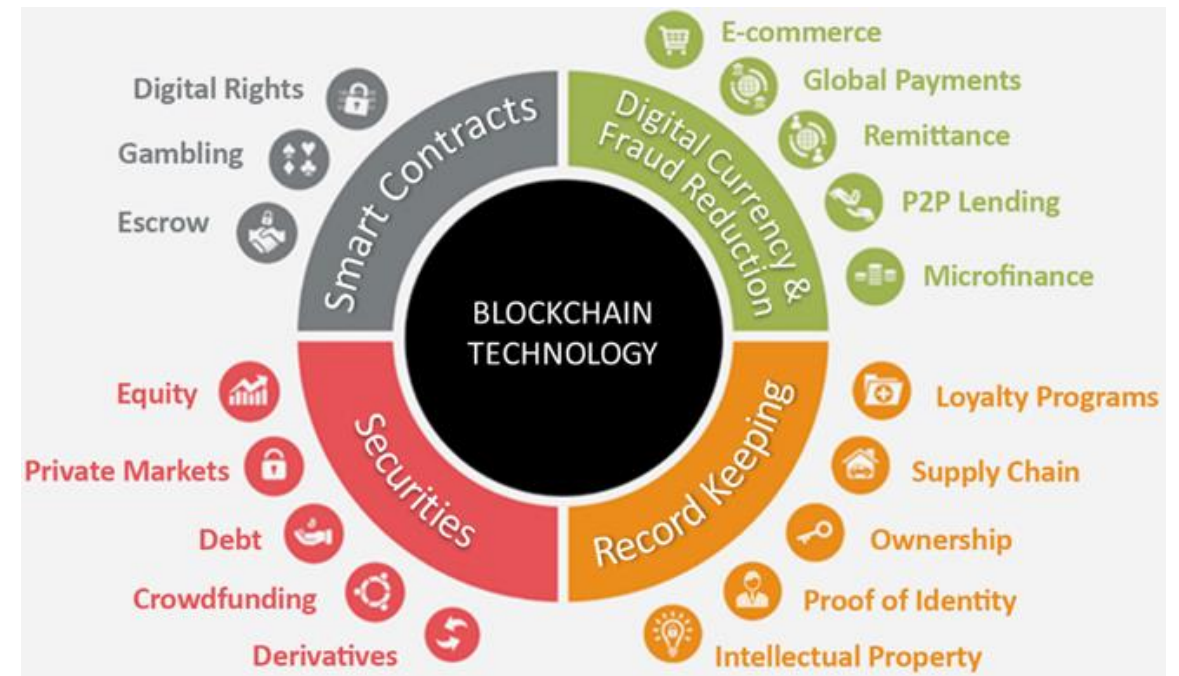 BLOCKCHAIN
TECHNOLOGY
Smart Contracts
Digital Rights
Gambling
Escrow
Digital Currency &
Fraud Reduction
E-commerce
Global Payments
Remittance
P2P Lending
Microfinance
Securities
Equity
Private Markets
Debt
Crowdfunding
Derivatives
Record Keeping
Loyalty Programs
Supply Chain
Ownership
Proof of Identity
Intellectual Property